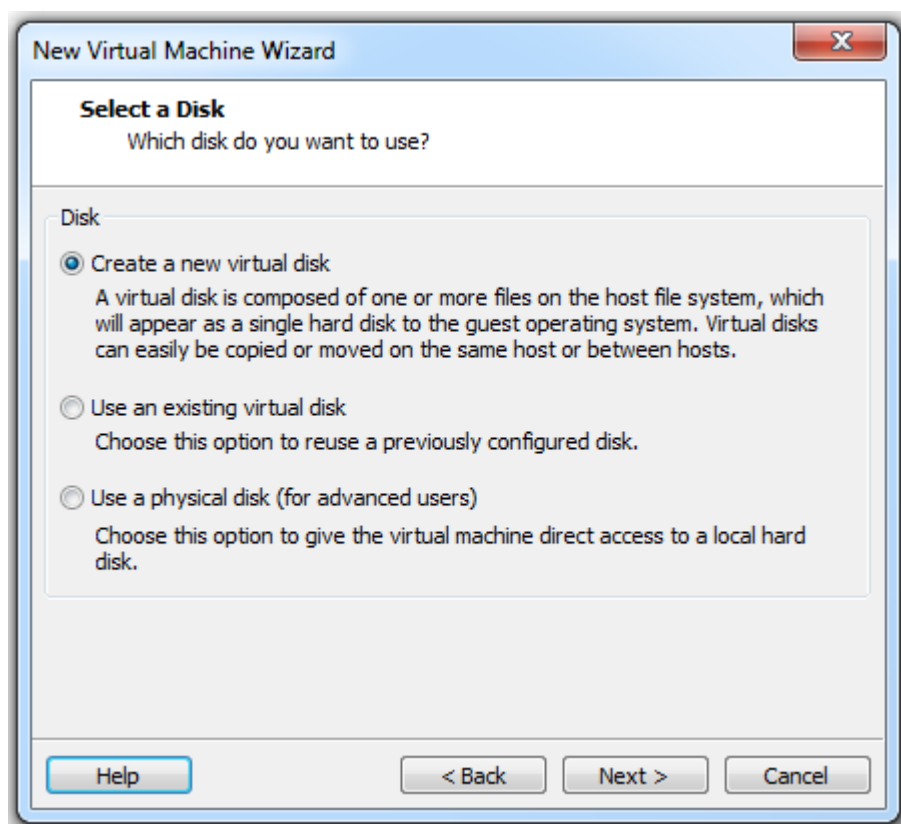 New Virtual Machine Wizard
Select a Disk
Which disk do you want to use?
Disk
Create a new virtual disk
A virtual disk is composed of one or more files on the host file system, which
will appear as a single hard disk to the guest operating system. Virtual disks
can easily be copied or moved on the same host or between hosts.
Use an existing virtual disk
Choose this option to reuse a previously configured disk.
Use a physical disk (for advanced users)
Choose this option to give the virtual machine direct access to a local hard
disk.
Help
< Back
Next >
Cancel